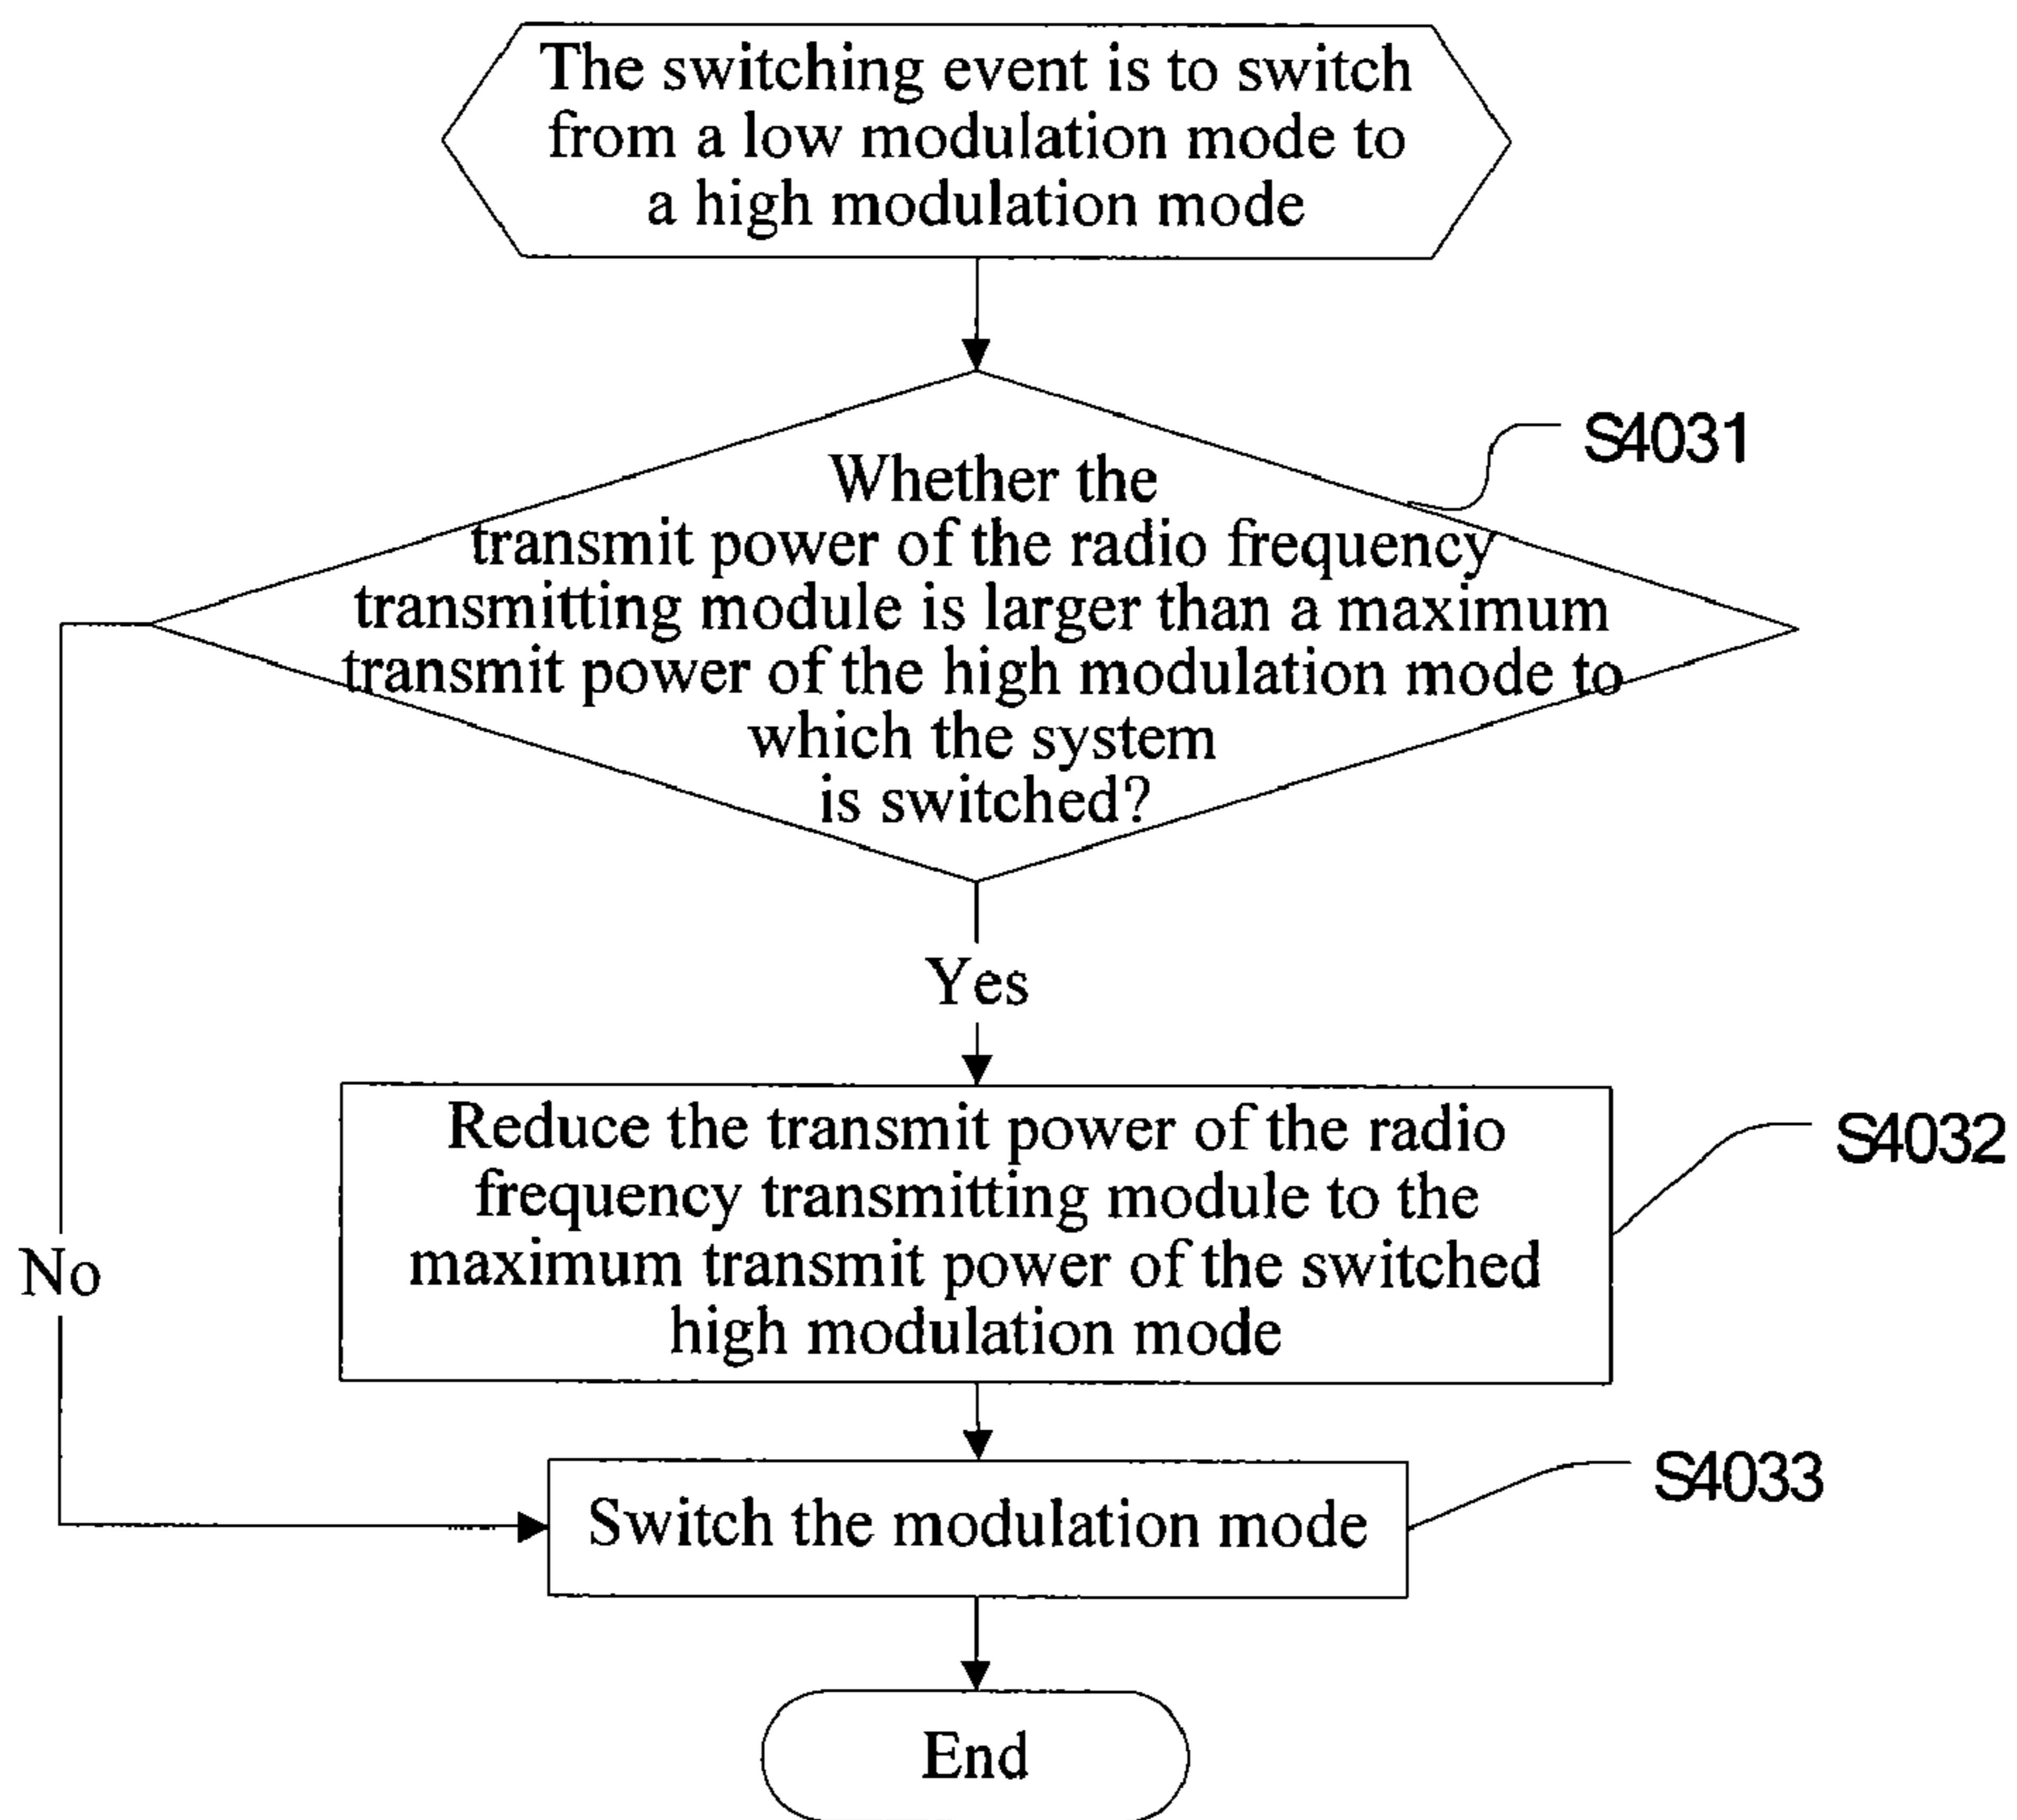 The switching event is to switch
from a low modulation mode to
a high modulation mode
S4031
Whether the
transmit power of the radio frequency
transmitting module is larger than a maximum
transmit power of the high modulation mode to
which the system
is switched?
Yes
Reduce the transmit power of the radio
frequency transmitting module to the
maximum transmit power of the switched
high modulation mode
S4032
No
Switch the modulation mode
S4033
End